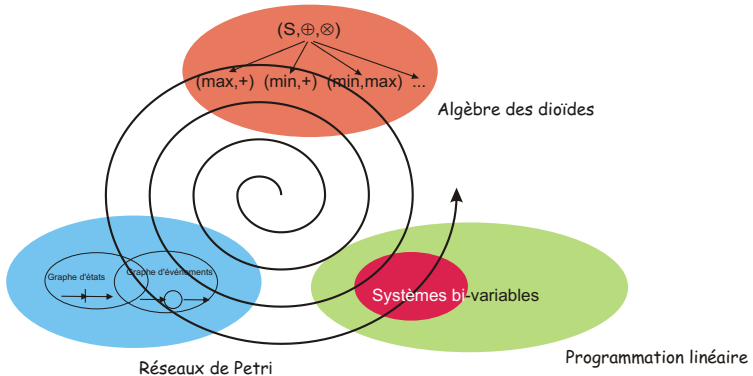 (S,⊕,⊗)
(max,+) (min,+) (min,max) ...
Algèbre des dioïdes
Graphe d'états
Graphe d'événements
Systèmes bi-variables
Réseaux de Petri
Programmation linéaire